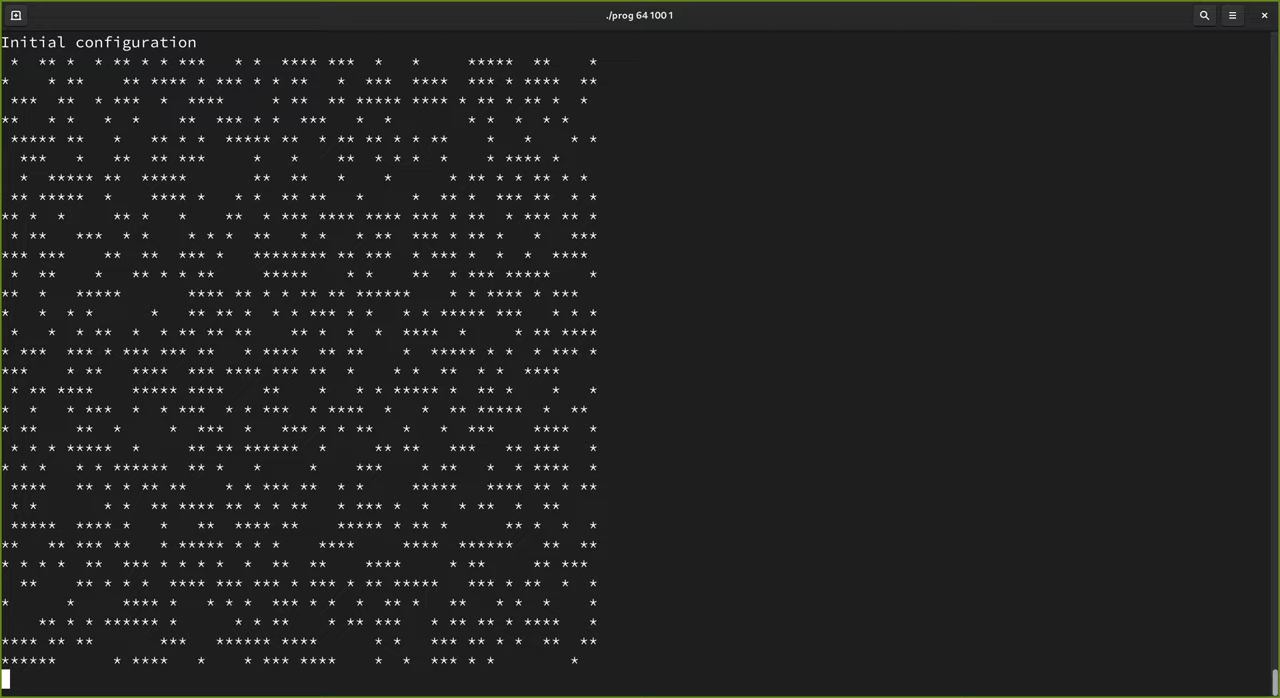 ./prog 64 100 1
Initial configuration
 *  ** *  * ** * * ***   * *  **** ***  *   *     *****  **    *
*    * **    ** **** * *** * **   *  ***  ****  *** * ****  **
 ***  **  * ***  *  ****     * **  ** ***** **** * ** * ** *  *
**   * *   *  *    **  *** * *  ***   * *        * *  *  * *
 ***** **   *   ** * *  ***** **  * ** ** * * **    *   *    * *
  ***   *   **  ** ***     *   *    **  * * *  *    * **** *
  *  ***** **  *****       **  **   *    *      * ** * ** * * *
 ** *****  *    **** *   * *  ** **   *     *  ** *  *** **  * *
** *  *     ** *   *    **  * *** **** **** *** * **  * *** ** *
 * **   ***  * *    * * *  **   *  * **  *** ** *   *   ***
*** ***    **  **  *** *   ******** ** ***  * *** *  *  *  ****
 *  **    *   ** * * **     *****    * *    **  * *** *****    *
** 	*   *****       **** ** * * ** ** ******    * * **** * ***
*   *  * *      *   ** ** *  * * *** ***  * * ***** ***   * * *
 *   *  * **  *  * ** ** **    ** *  *  *  ****  *     * ** ****
* ***  *** * *** *** **   * ****  ** **    *  ***** * *  * *** *
***    * **   ****  *** **** *** **  *    * *  **  * *  ****
 * ** ****    ***** ****    **    *   * * ***** * ** *    *   *
*  *   * ***  *  * ***  * * ***  * ****  *   *  ** *****  *  **
* **   **  *     *  ***  *   *** * * **   *   *  ***    ****  *
 * * * *****  *     ** ** ******  *     ** **   ***   ** ***   *
* * *   * * ****** ** *   *     *    ***    * **   *  * ****  *
 ****   ** * ** **    * * *** **  * *     *****   **** ** * **
 * *       * *  ** **** ** * * *   * *** *  *   * **  *  **
 *****  **** *   *   **  **** **    ***** * ** *      ** *  *  *
**   ** *** **  * ***** * * *   ****     ****  ******   **  **
* * * *  **  *** * * * *  *  **  **    ****     * **     ** ***
  **    ** * *  **** *** *** * ** *****   *** * **  *    *
*      *     **** *   * * *  *** * *  *  ** *   **   ** *    *
    ** * * ****** *      * * **    * ** ***   * ** * ** ****   *
**** ** **       ***   ****** ****      * *   *** ** * *  **  **
******      * ****   *    * *** ****    *  *  *** * *        *